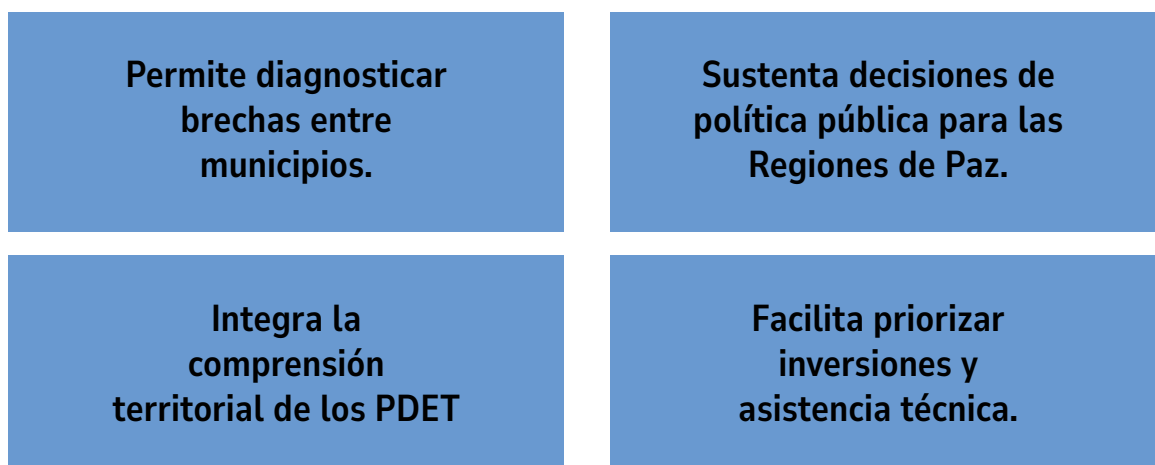 Permite diagnosticar
brechas entre
municipios.
Sustenta decisiones de
política pública para las
Regiones de Paz.
Integra la
comprensión
territorial de los PDET
Facilita priorizar
inversiones y
asistencia técnica.